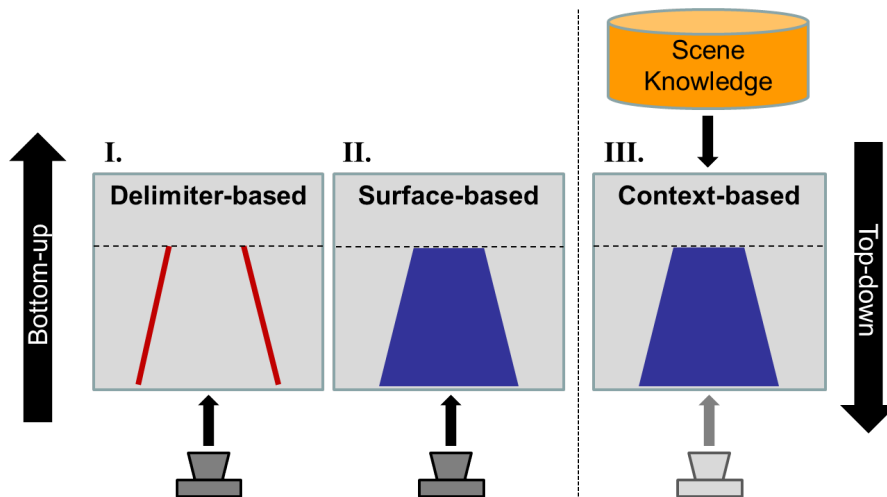 Scene
Knowledge
I.
II.
III.
Delimiter-based
Surface-based
Context-based
Bottom-up
Top-down